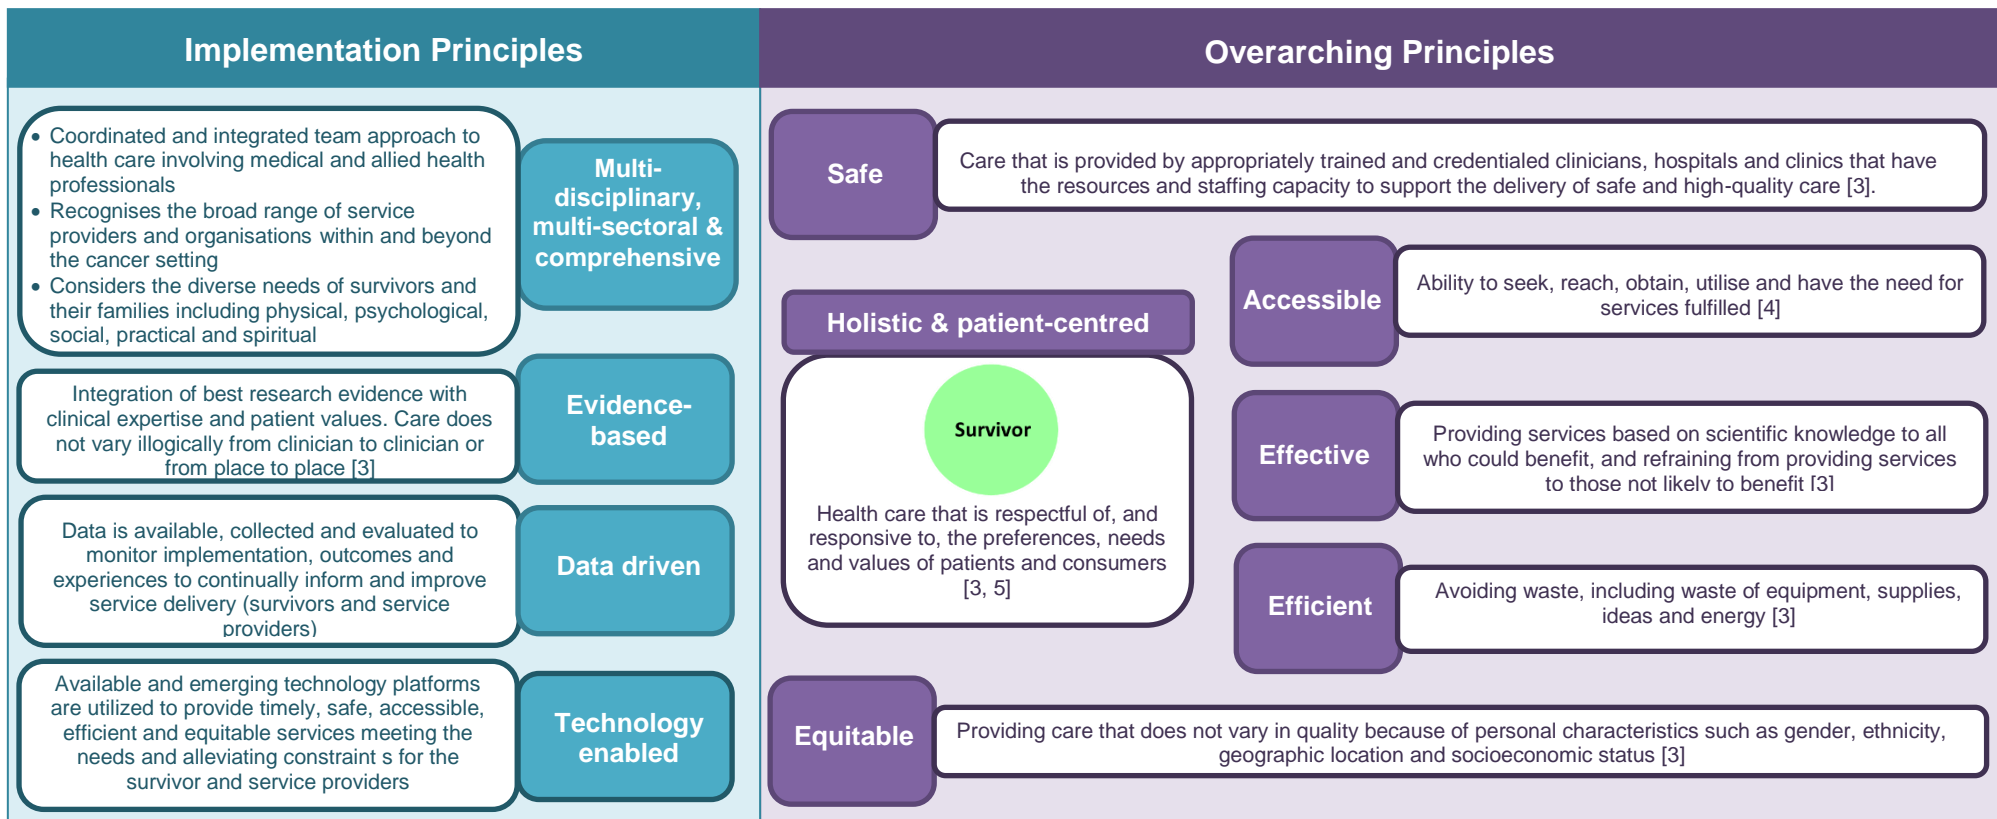 Implementation Principles
• Coordinated and integrated team approach to
health care involving medical and allied health
professionals
• Recognises the broad range of service
providers and organisations within and beyond
the cancer setting
• Considers the diverse needs of survivors and
their families including physical, psychological,
social, practical and spiritual
Multi-
disciplinary,
multi-sectoral &
comprehensive
Integration of best research evidence with
clinical expertise and patient values. Care does
not vary illogically from clinician to clinician or
from place to place [3]
Evidence-
based
Data is available, collected and evaluated to
monitor implementation, outcomes and
experiences to continually inform and improve
service delivery (survivors and service
providers)
Data driven
Available and emerging technology platforms
are utilized to provide timely, safe, accessible,
efficient and equitable services meeting the
needs and alleviating constraint s for the
survivor and service providers
Technology
enabled
Overarching Principles
Safe
Care that is provided by appropriately trained and credentialed clinicians, hospitals and clinics that have
the resources and staffing capacity to support the delivery of safe and high-quality care [3].
Holistic & patient-centred
Survivor
Health care that is respectful of, and
responsive to, the preferences, needs
and values of patients and consumers
[3, 5]
Accessible
Ability to seek, reach, obtain, utilise and have the need for
services fulfilled [4]
Effective
Providing services based on scientific knowledge to all
who could benefit, and refraining from providing services
to those not likely to benefit [3]
Efficient
Avoiding waste, including waste of equipment, supplies,
ideas and energy [3]
Equitable
Providing care that does not vary in quality because of personal characteristics such as gender, ethnicity,
geographic location and socioeconomic status [3]